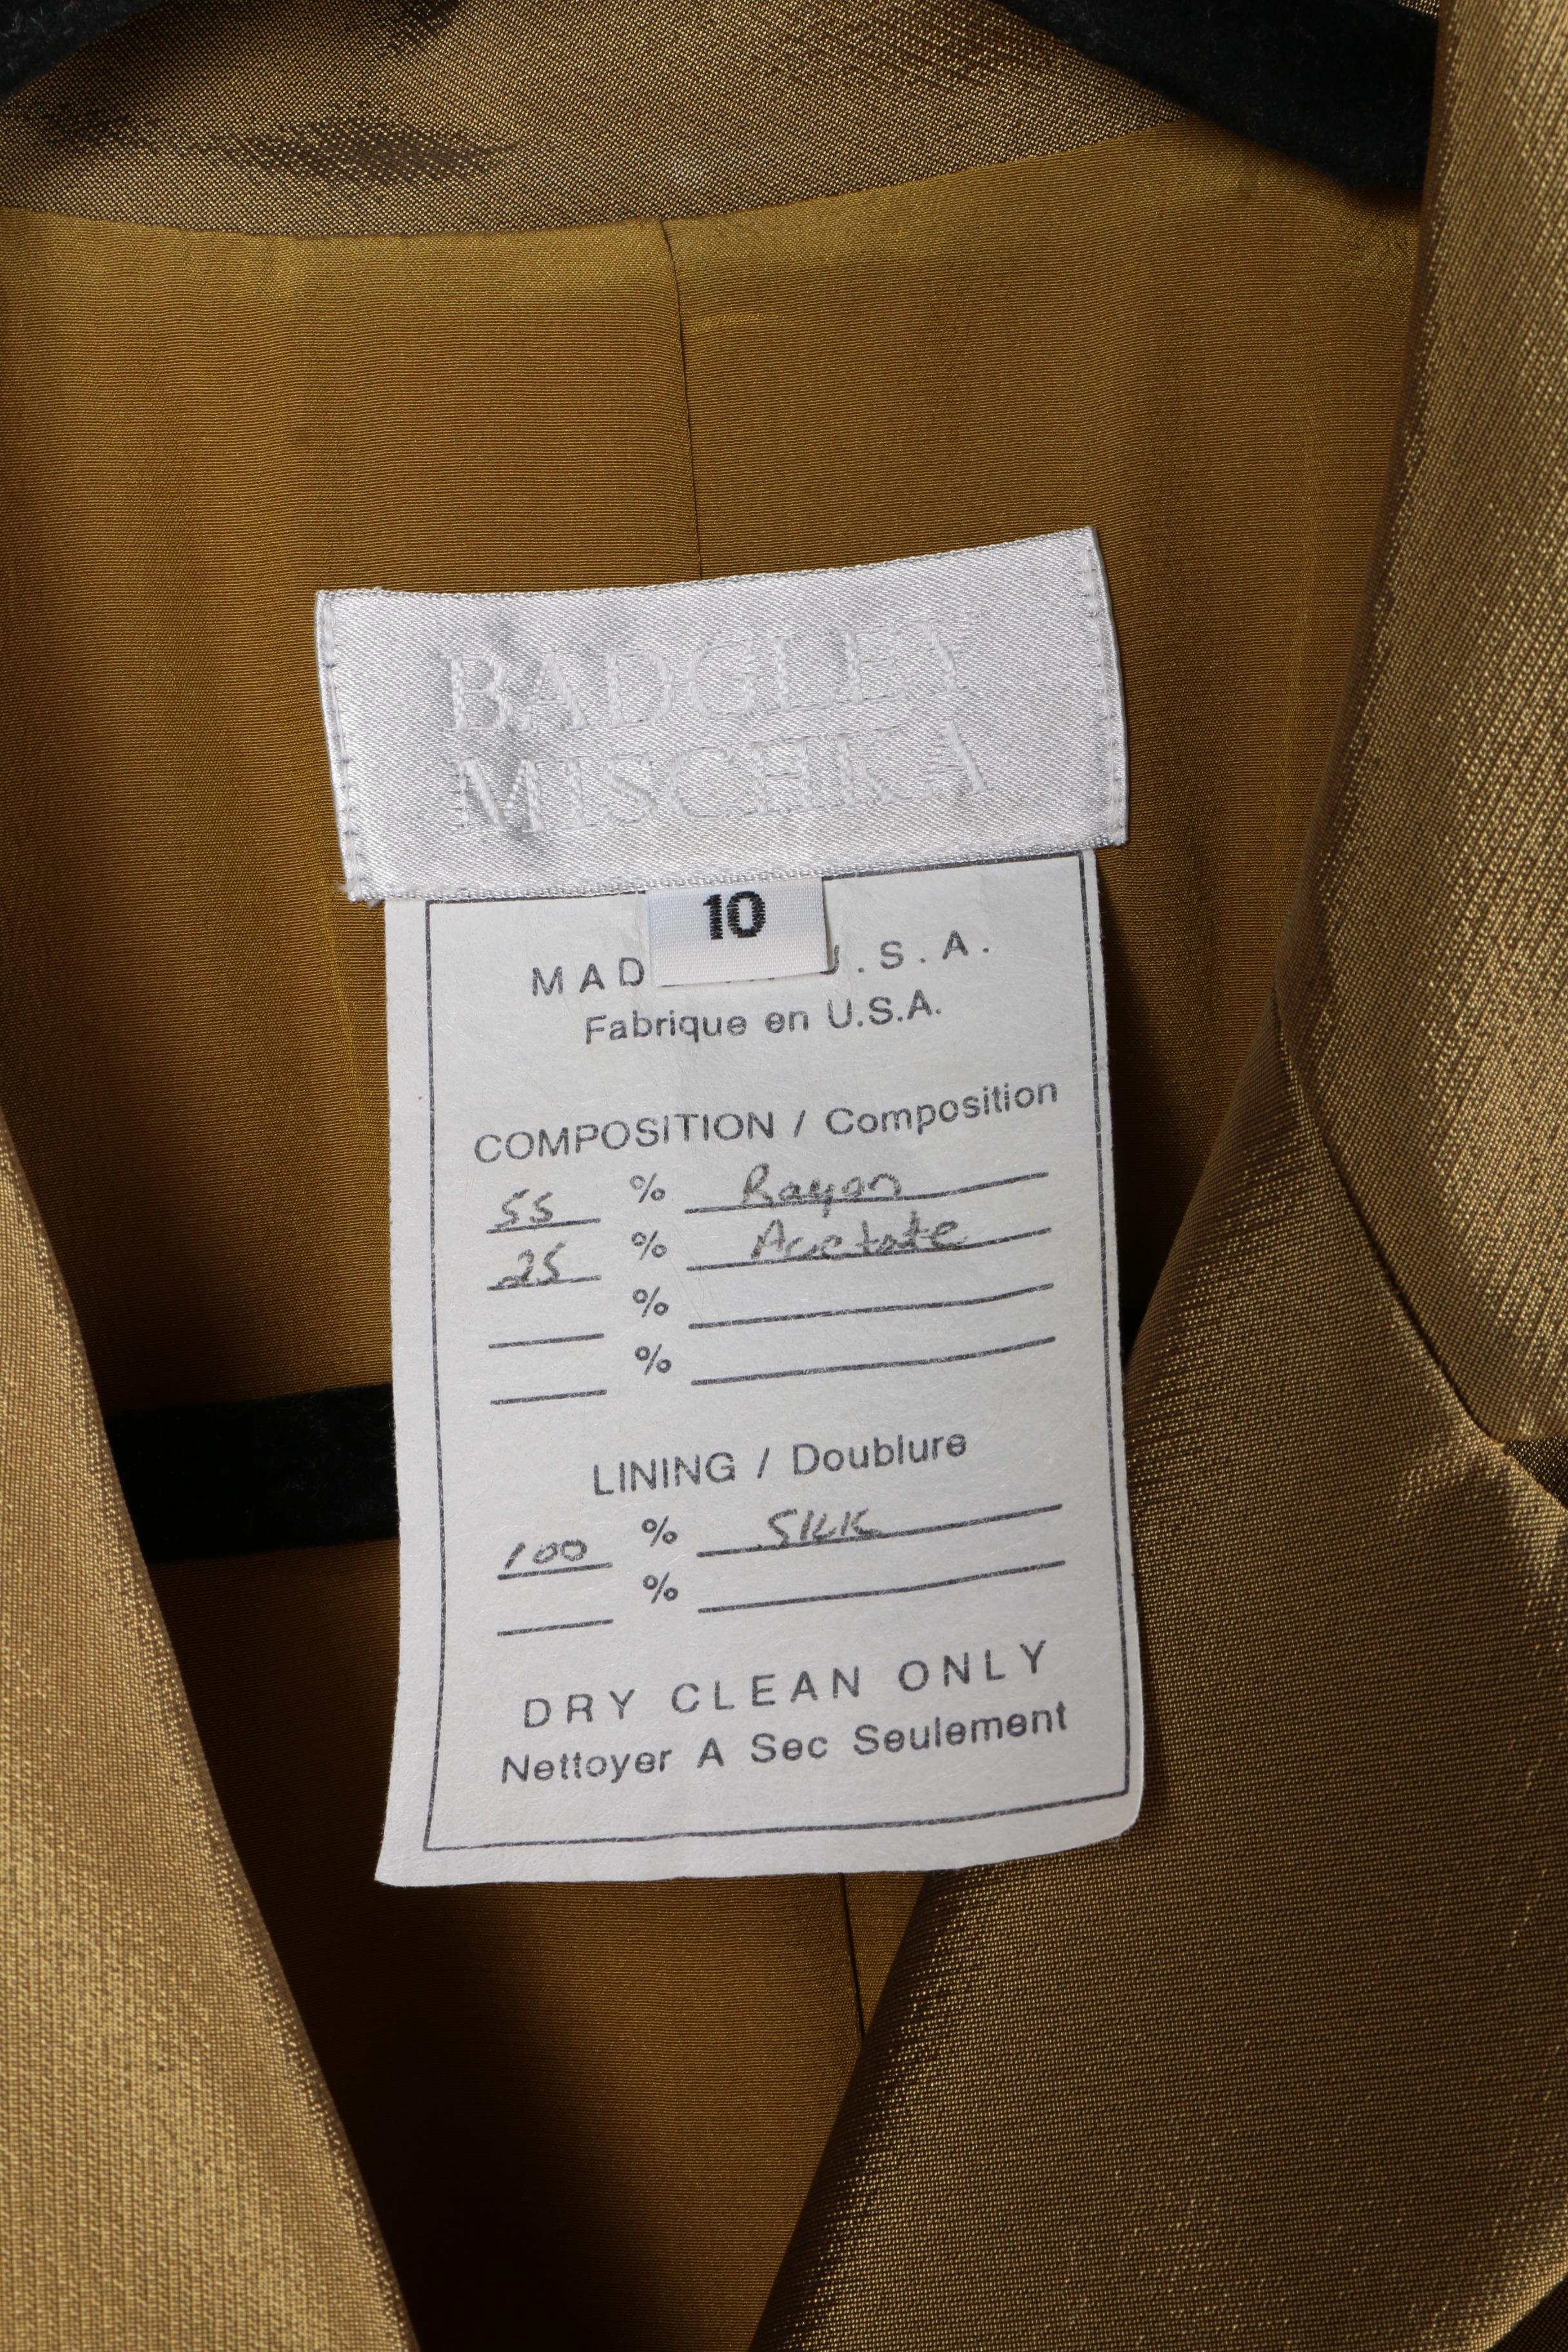 BADGLEY
MISCHKA
10
MAD U.S.A.
Fabrique en U.S.A.
COMPOSITION / Composition
55 % Rayon
25 % Acetate
%
%
LINING / Doublure
100 % SILK
%
DRY CLEAN ONLY
Nettoyer A Sec Seulement